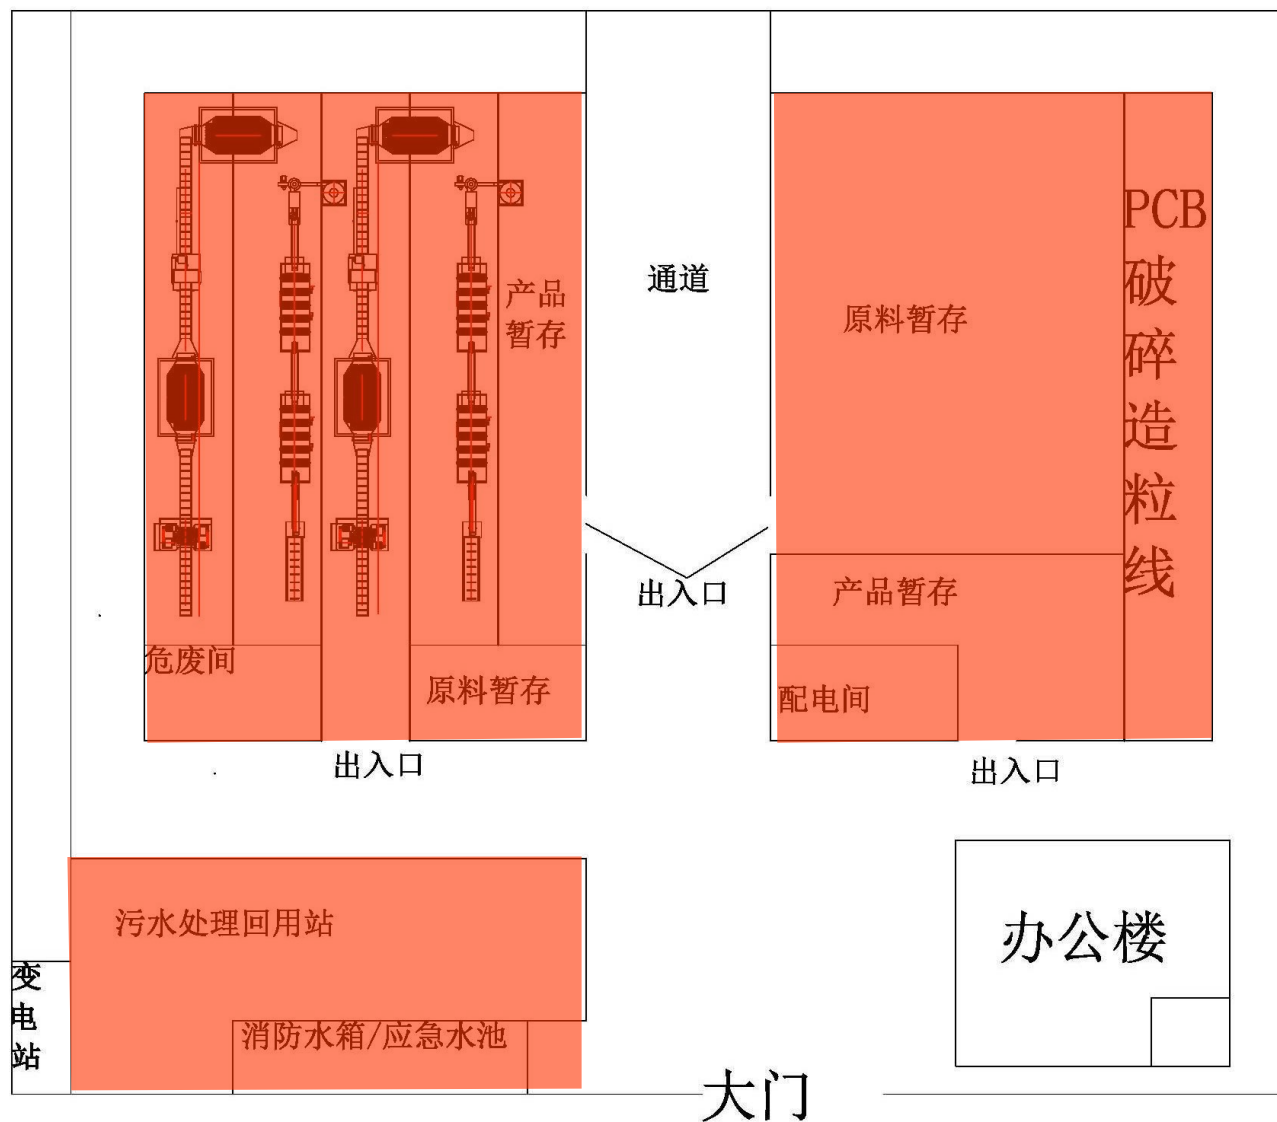 PCB
破
碎
造
粒
线
通道
产品
暂存
原料暂存
出入口
产品暂存
危废间
原料暂存
配电间
出入口
出入口
污水处理回用站
办公楼
变
电
站
消防水箱/应急水池
大门